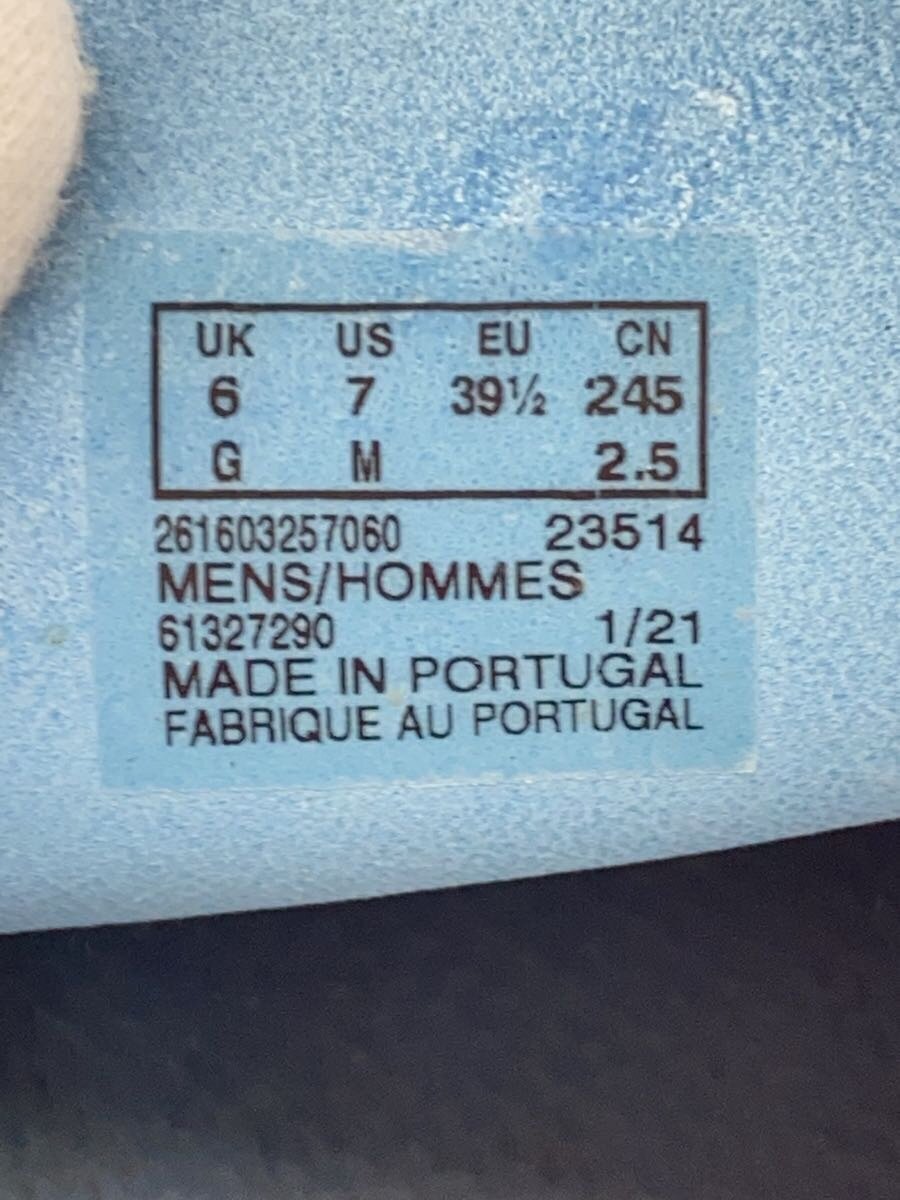 UK US EU CN
6 7 39½ 245
G M 2.5
261603257060 23514
MENS/HOMMES
61327290 1/21
MADE IN PORTUGAL
FABRIQUE AU PORTUGAL